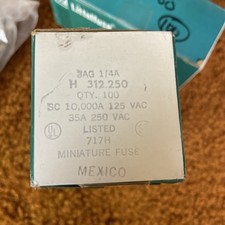 Littelfuse
3AG 1/4A
H 312.250
QTY. 100
SC 10,000A 125 VAC
35A 250 VAC
LISTED
717H
MINIATURE FUSE
MEXICO